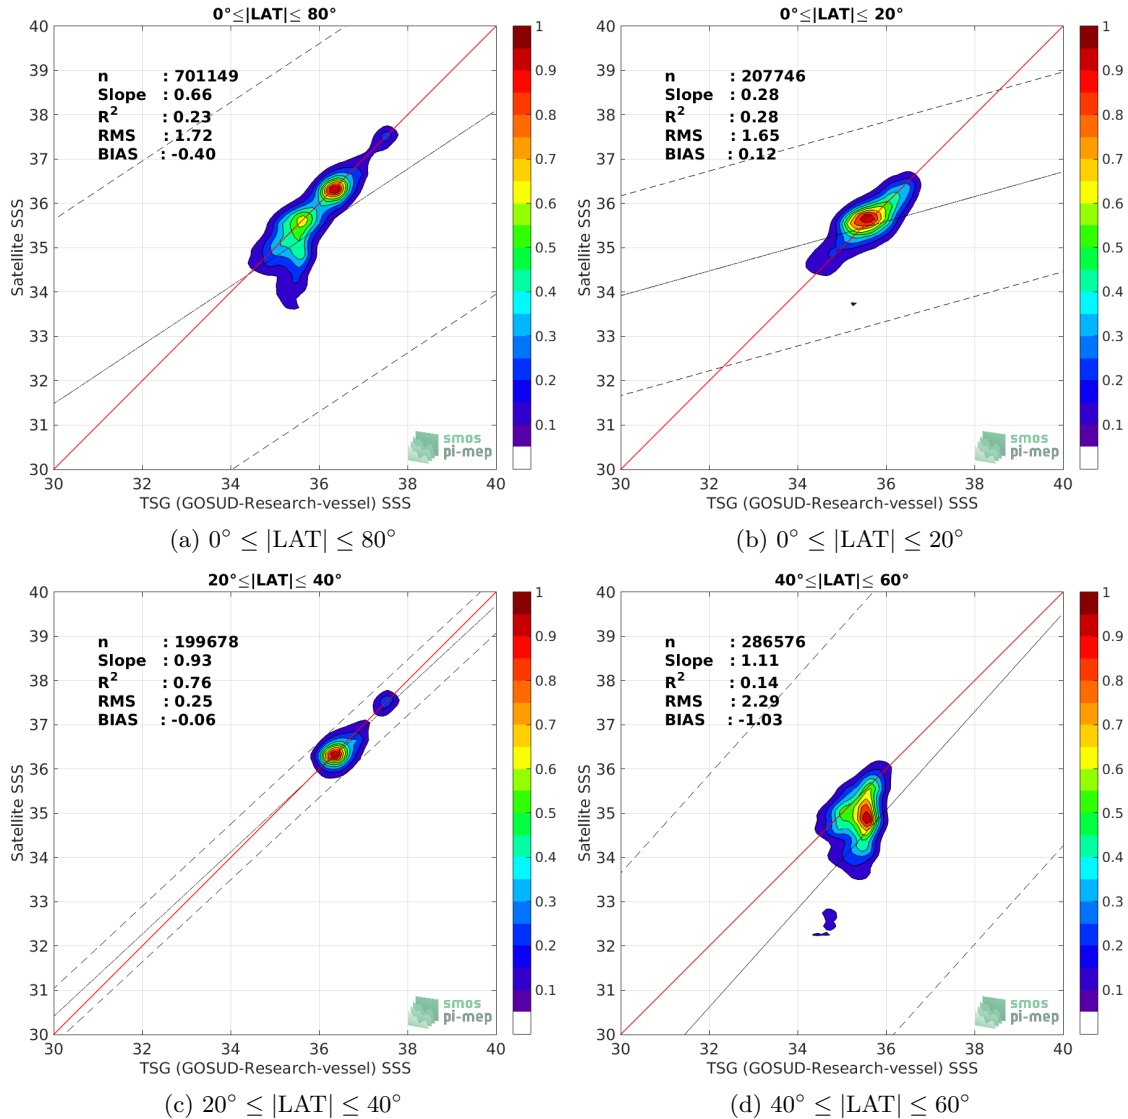 0°≤|LAT|≤ 80°
n : 701149
Slope : 0.66
R2 : 0.23
RMS : 1.72
BIAS : -0.40
Satellite SSS
40
39
38
37
36
35
34
33
32
31
30
30 32 34 36 38 40
TSG (GOSUD-Research-vessel) SSS
1
0.9
0.8
0.7
0.6
0.5
0.4
0.3
0.2
0.1
smos
pi-mep
(a) 0° ≤ |LAT| ≤ 80°
0°≤|LAT|≤ 20°
n : 207746
Slope : 0.28
R2 : 0.28
RMS : 1.65
BIAS : 0.12
Satellite SSS
40
39
38
37
36
35
34
33
32
31
30
30 32 34 36 38 40
TSG (GOSUD-Research-vessel) SSS
1
0.9
0.8
0.7
0.6
0.5
0.4
0.3
0.2
0.1
smos
pi-mep
(b) 0° ≤ |LAT| ≤ 20°
20°≤|LAT|≤ 40°
n : 199678
Slope : 0.93
R2 : 0.76
RMS : 0.25
BIAS : -0.06
Satellite SSS
40
39
38
37
36
35
34
33
32
31
30
30 32 34 36 38 40
TSG (GOSUD-Research-vessel) SSS
1
0.9
0.8
0.7
0.6
0.5
0.4
0.3
0.2
0.1
smos
pi-mep
(c) 20° ≤ |LAT| ≤ 40°
40°≤|LAT|≤ 60°
n : 286576
Slope : 1.11
R2 : 0.14
RMS : 2.29
BIAS : -1.03
Satellite SSS
40
39
38
37
36
35
34
33
32
31
30
30 32 34 36 38 40
TSG (GOSUD-Research-vessel) SSS
1
0.9
0.8
0.7
0.6
0.5
0.4
0.3
0.2
0.1
smos
pi-mep
(d) 40° ≤ |LAT| ≤ 60°